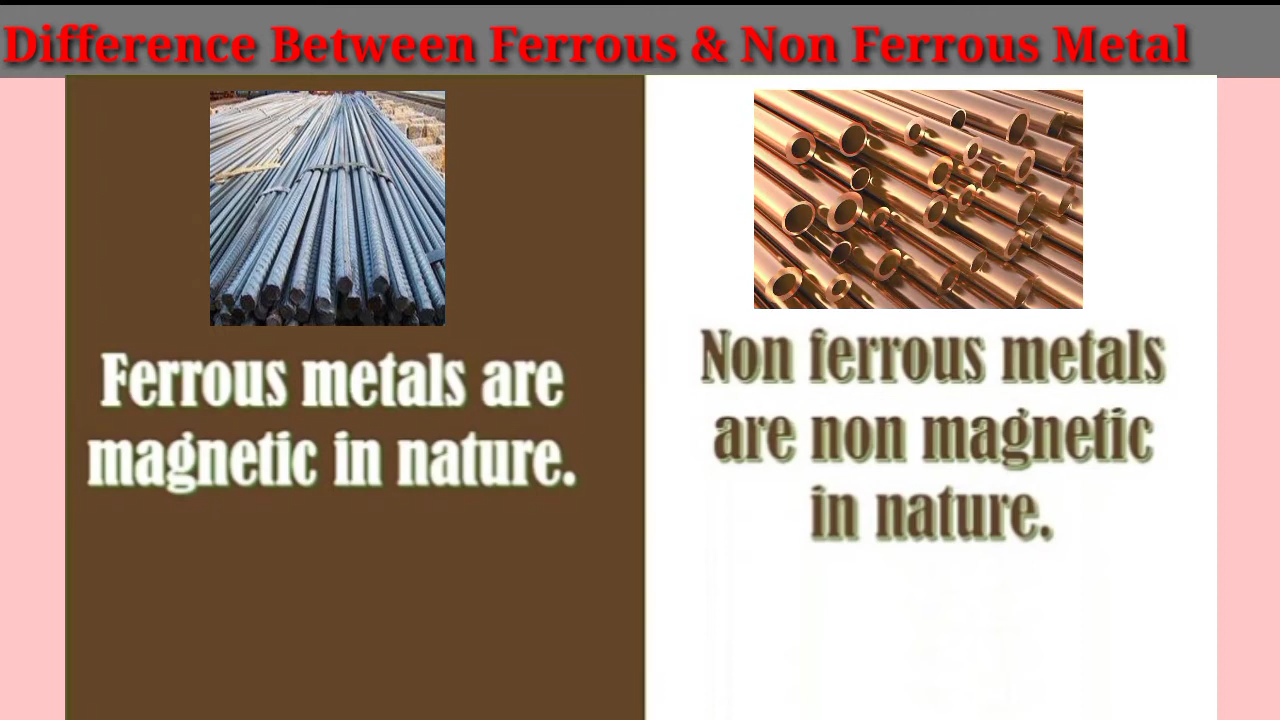 Difference Between Ferrous & Non Ferrous Metal
Ferrous metals are
magnetic in nature.
Non ferrous metals
are non magnetic
in nature.